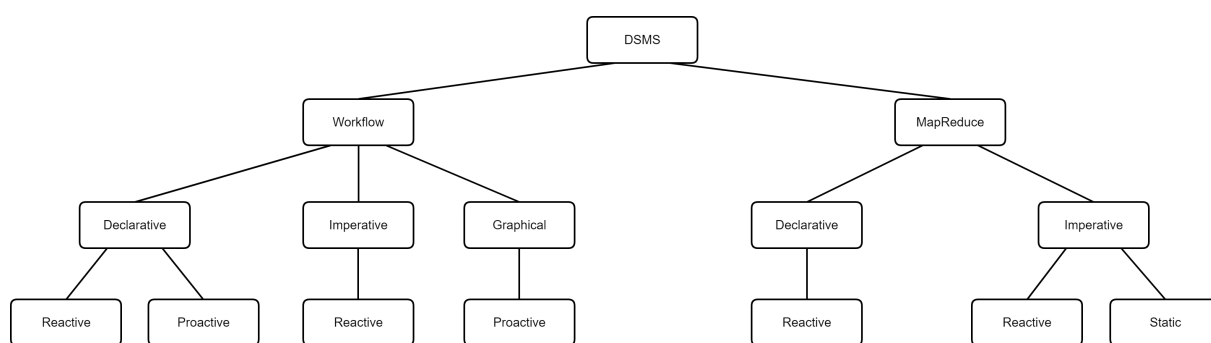 DSMS
Workflow
MapReduce
Declarative
Imperative
Graphical
Declarative
Imperative
Reactive
Proactive
Reactive
Proactive
Reactive
Reactive
Static